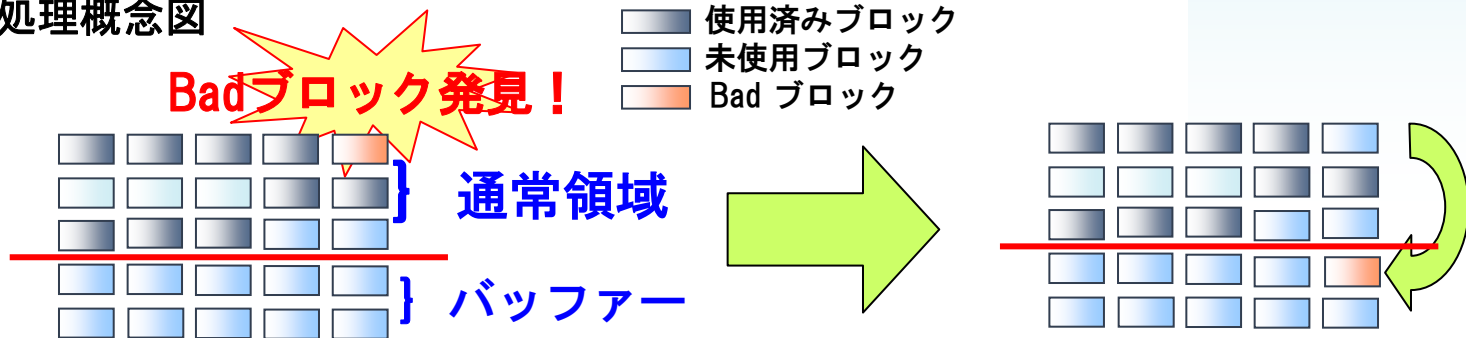 処理概念図
使用済みブロック
未使用ブロック
Bad ブロック
Badブロック発見！
} 通常領域
} バッファー